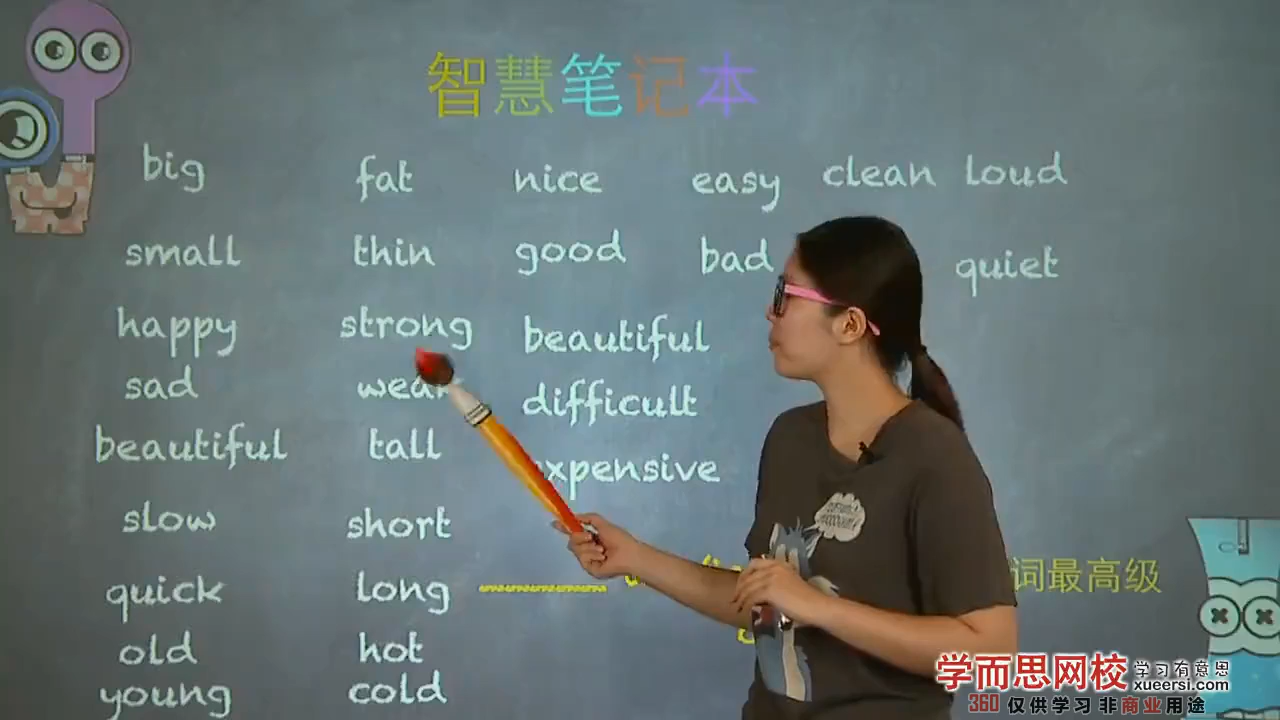 智慧笔记本
big fat nice easy clean loud
small thin good bad quiet
happy strong beautiful
sad difficult
beautiful tall
slow short
quick long 词最高级
old hot
young cold
学而思网校 学习有意思
xueersi.com
360 仅供学习 非商业用途